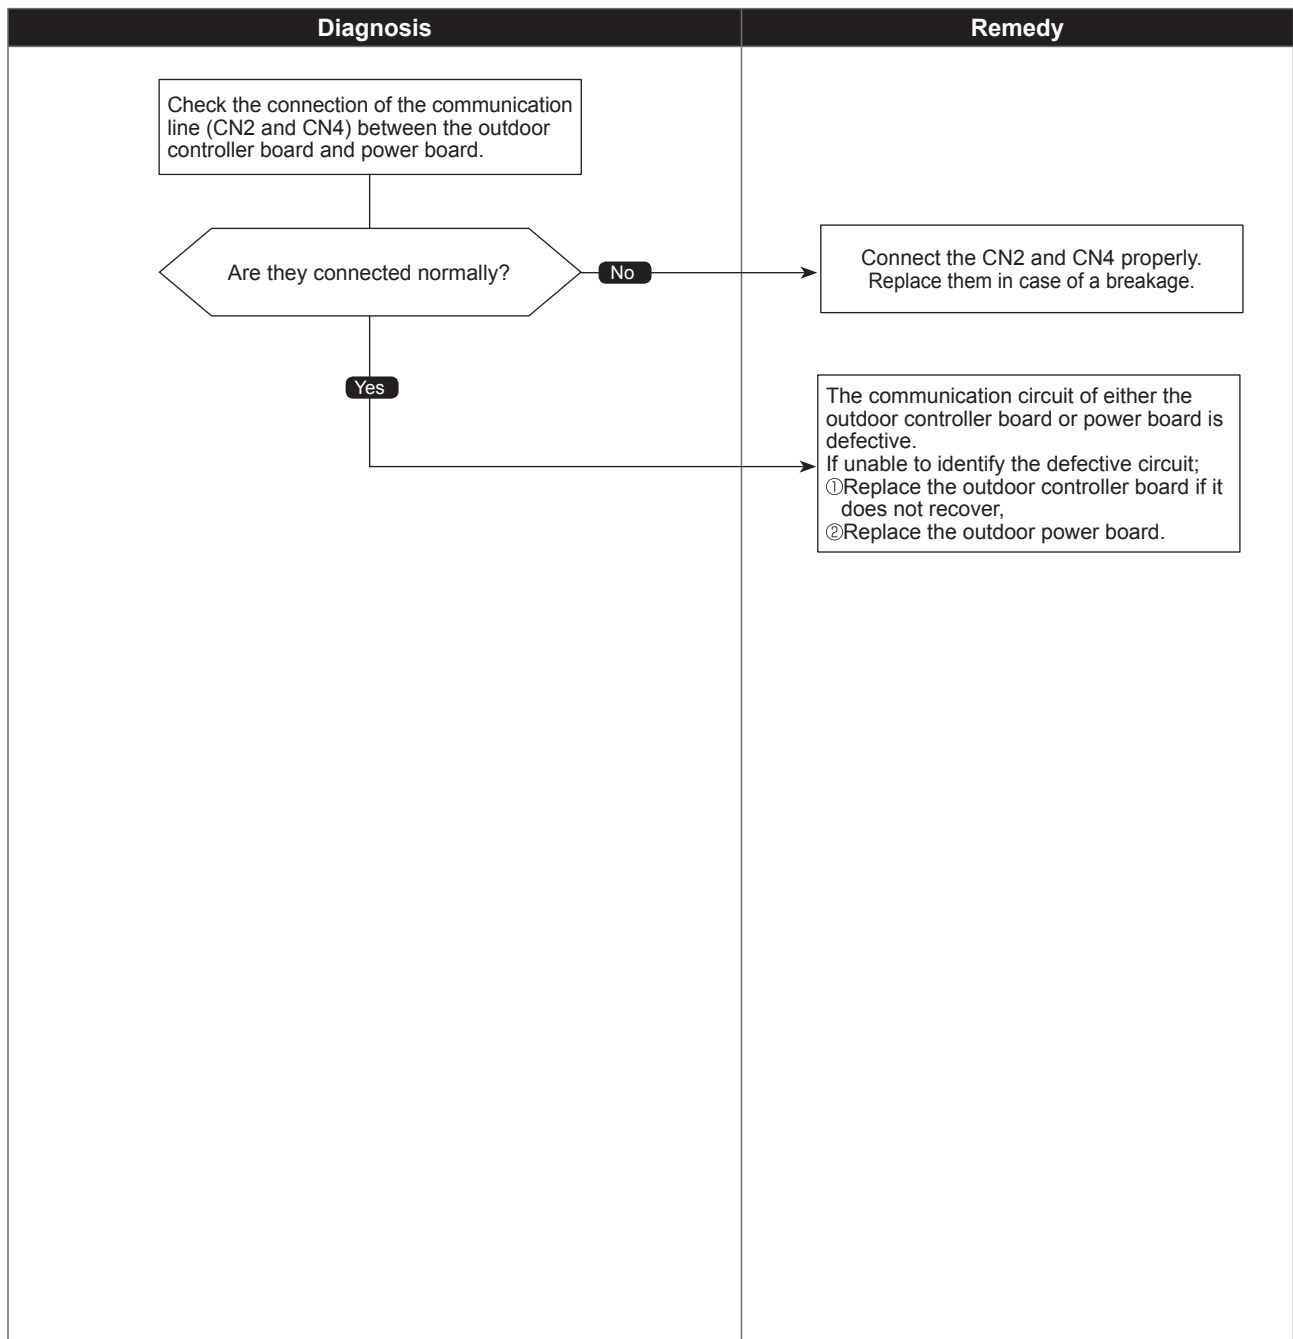 Diagnosis
Remedy
Check the connection of the communication
line (CN2 and CN4) between the outdoor
controller board and power board.
Are they connected normally?
No
Connect the CN2 and CN4 properly.
Replace them in case of a breakage.
Yes
The communication circuit of either the
outdoor controller board or power board is
defective.
If unable to identify the defective circuit;
①Replace the outdoor controller board if it
does not recover,
②Replace the outdoor power board.